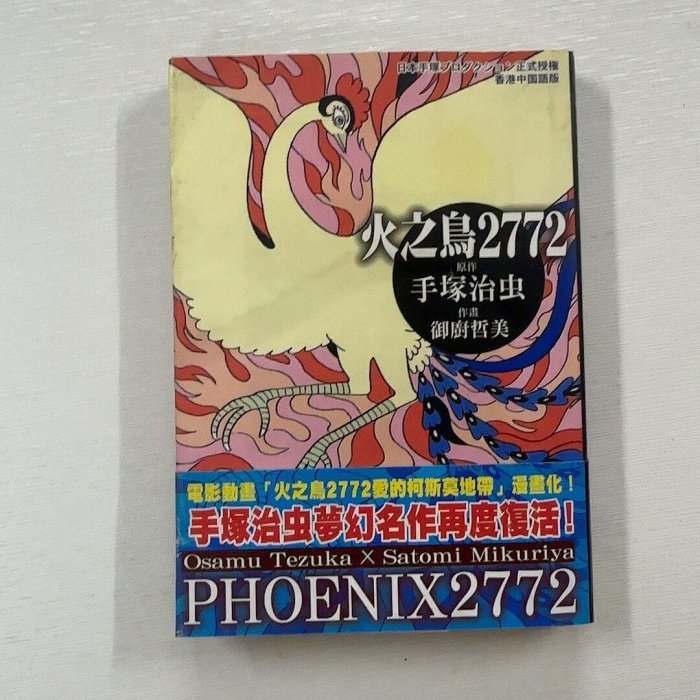 日本手塚プロダクション正式授權
香港中国語版
火之鳥2772
原作
手塚治虫
作畫
御廚哲美
電影動畫「火之鳥2772愛的柯斯莫地帶」漫畫化！
手塚治虫夢幻名作再度復活！
Osamu Tezuka × Satomi Mikuriya
PHOENIX2772